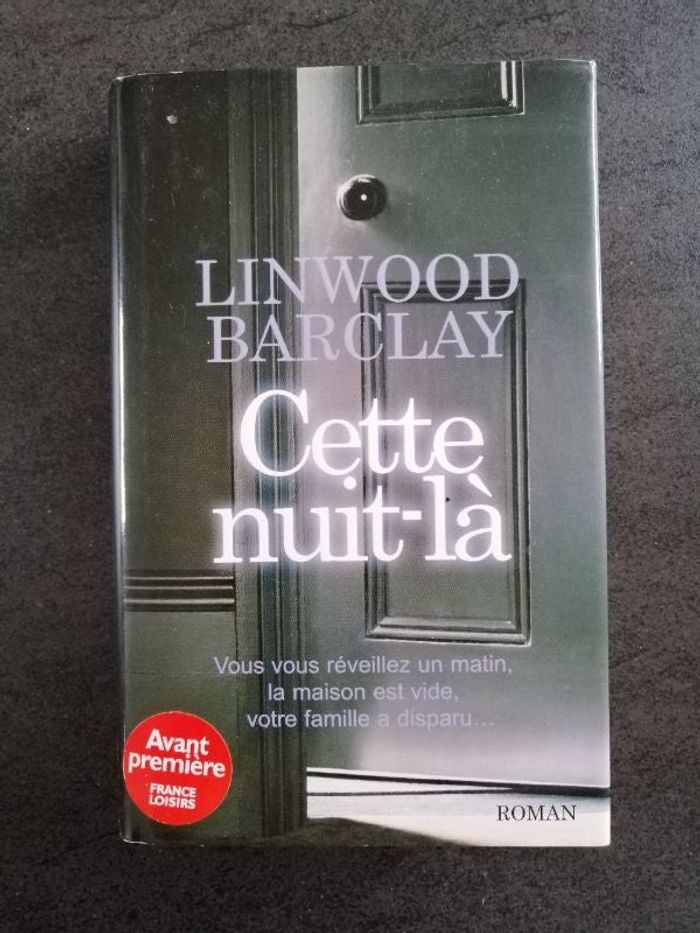 LINWOOD
BARCLAY
Cette
nuit-là
Vous vous réveillez un matin,
la maison est vide,
votre famille a disparu...
Avant
première
FRANCE
LOISIRS
ROMAN